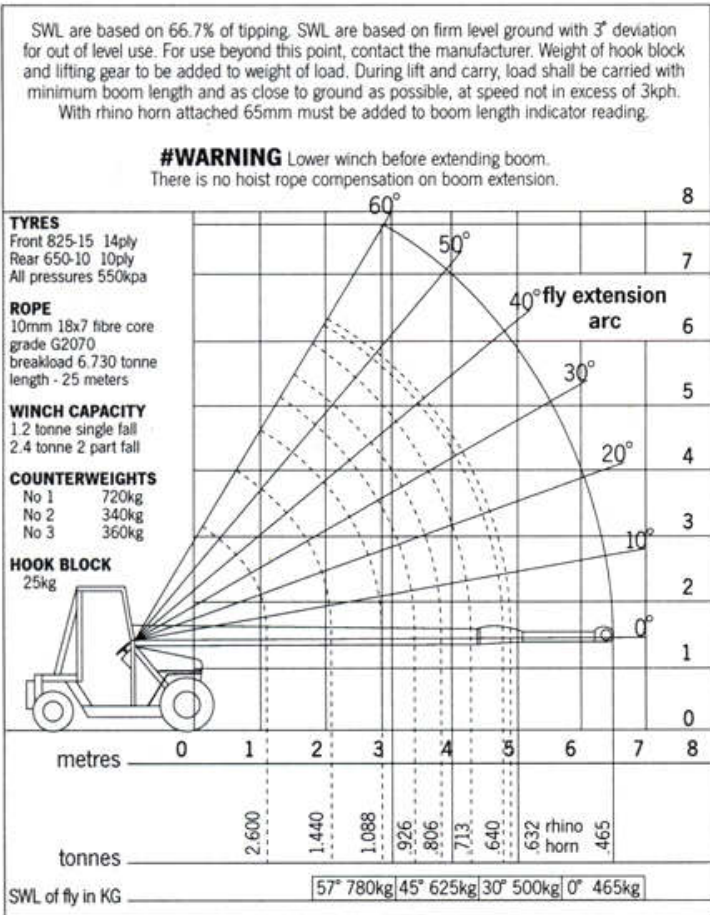 SWL are based on 66.7% of tipping. SWL are based on firm level ground with 3° deviation
for out of level use. For use beyond this point, contact the manufacturer. Weight of hook block
and lifting gear to be added to weight of load. During lift and carry, load shall be carried with
minimum boom length and as close to ground as possible, at speed not in excess of 3kph.
With rhino horn attached 65mm must be added to boom length indicator reading.
#WARNING Lower winch before extending boom.
There is no hoist rope compensation on boom extension.
TYRES
Front 825-15 14ply
Rear 650-10 10ply
All pressures 550kpa
ROPE
10mm 18x7 fibre core
grade G2070
breakload 6.730 tonne
length - 25 meters
WINCH CAPACITY
1.2 tonne single fall
2.4 tonne 2 part fall
COUNTERWEIGHTS
No 1 720kg
No 2 340kg
No 3 360kg
HOOK BLOCK
25kg
60°
50°
40° fly extension
arc
30°
20°
10°
0°
8
7
6
5
4
3
2
1
0
metres 0 1 2 3 4 5 6 7 8
tonnes 2.600 1.440 1.088 .926 .806 .713 .640 .632 rhino horn .465
SWL of fly in KG 57° 780kg 45° 625kg 30° 500kg 0° 465kg